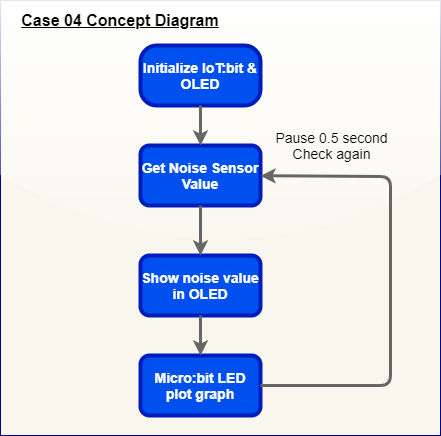 Case 04 Concept Diagram
Initialize IoT:bit &
OLED
Pause 0.5 second
Check again
Get Noise Sensor
Value
Show noise value
in OLED
Micro:bit LED
plot graph